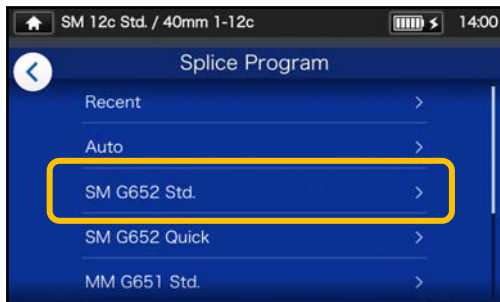 SM 12c Std. / 40mm 1-12c 14:00
Splice Program
Recent
Auto
SM G652 Std.
SM G652 Quick
MM G651 Std.